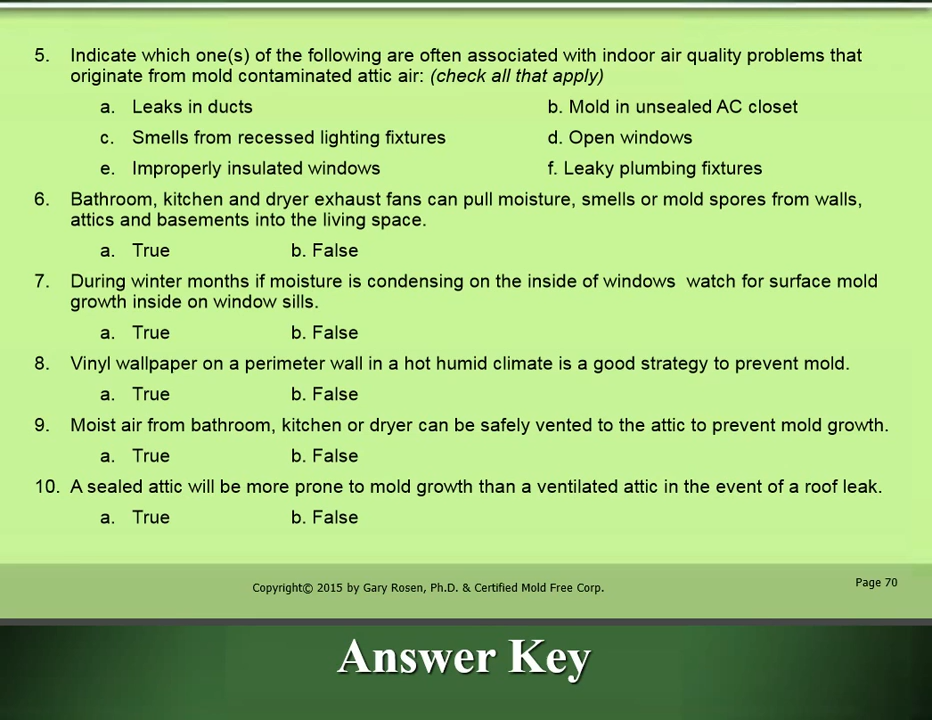 5. Indicate which one(s) of the following are often associated with indoor air quality problems that
originate from mold contaminated attic air: (check all that apply)
a. Leaks in ducts b. Mold in unsealed AC closet
c. Smells from recessed lighting fixtures d. Open windows
e. Improperly insulated windows f. Leaky plumbing fixtures
6. Bathroom, kitchen and dryer exhaust fans can pull moisture, smells or mold spores from walls,
attics and basements into the living space.
a. True b. False
7. During winter months if moisture is condensing on the inside of windows watch for surface mold
growth inside on window sills.
a. True b. False
8. Vinyl wallpaper on a perimeter wall in a hot humid climate is a good strategy to prevent mold.
a. True b. False
9. Moist air from bathroom, kitchen or dryer can be safely vented to the attic to prevent mold growth.
a. True b. False
10. A sealed attic will be more prone to mold growth than a ventilated attic in the event of a roof leak.
a. True b. False
Copyright© 2015 by Gary Rosen, Ph.D. & Certified Mold Free Corp. Page 70
Answer Key